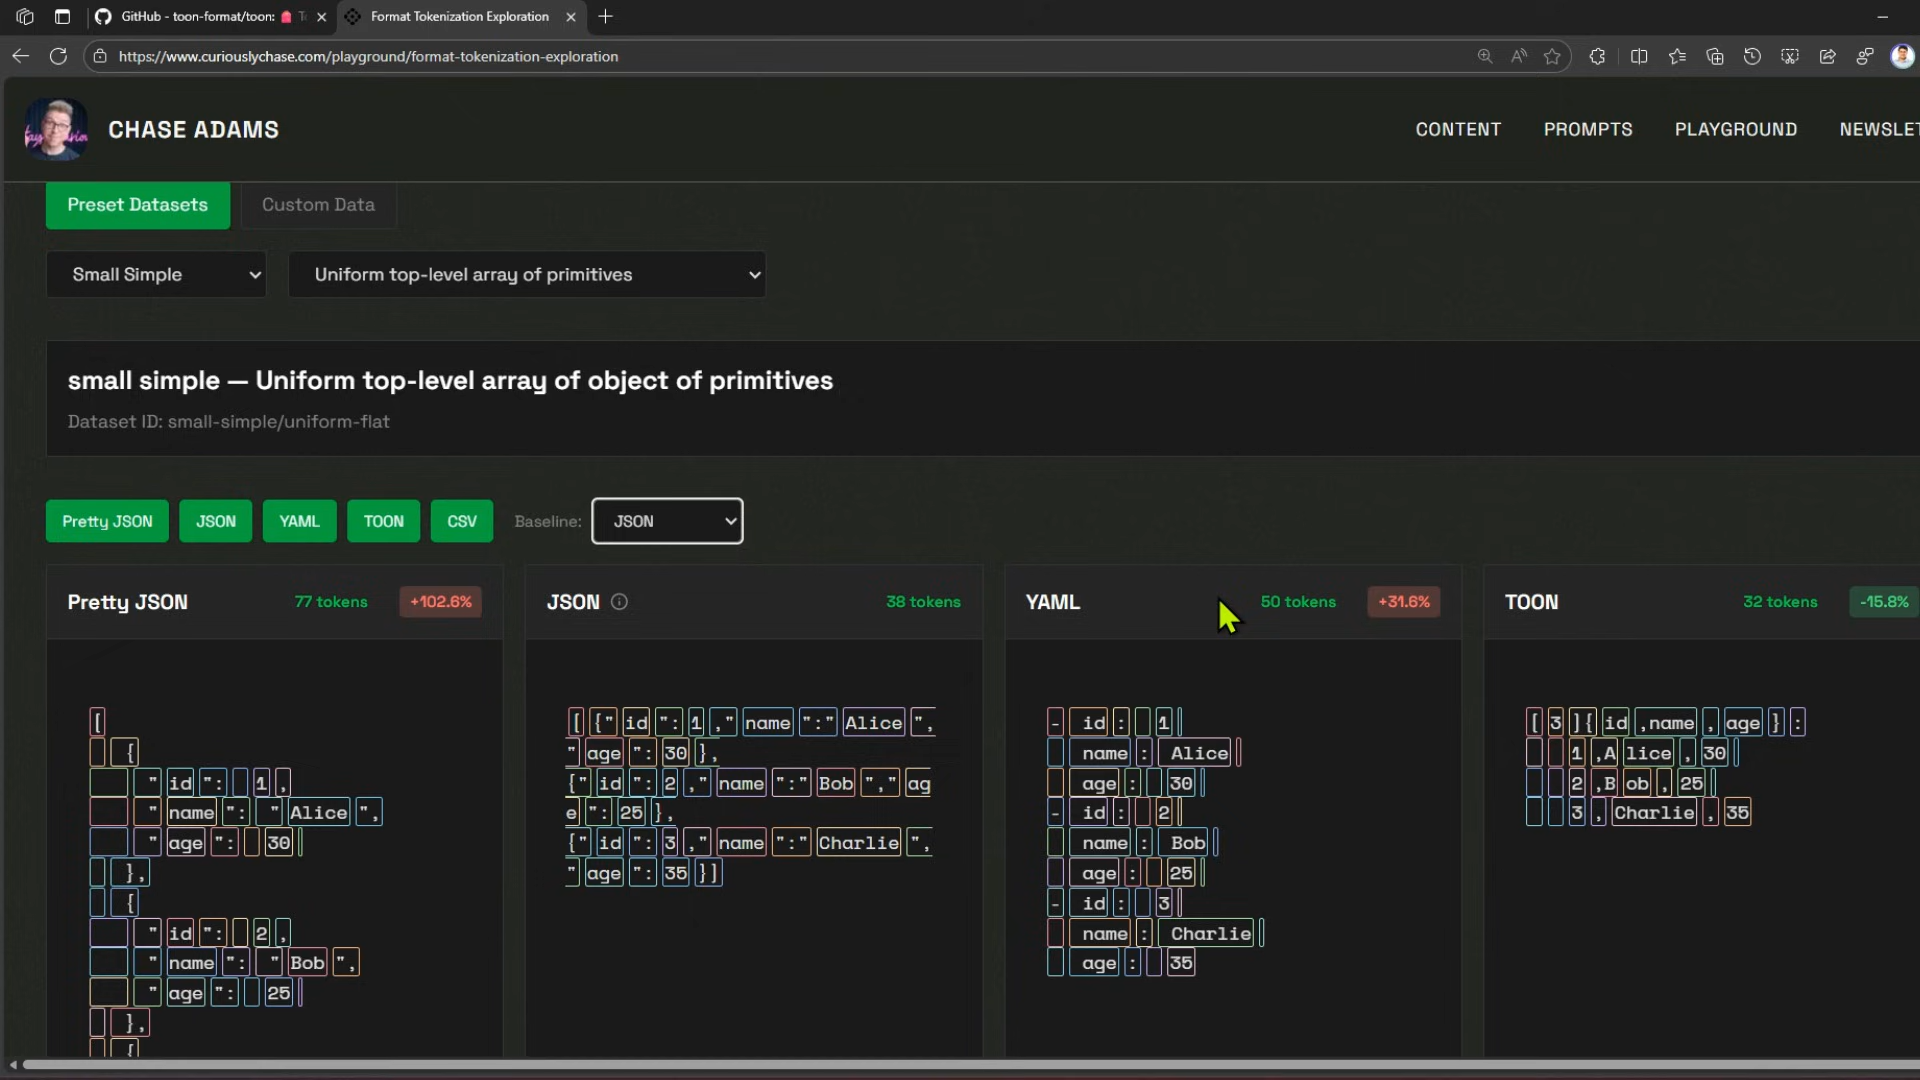 GitHub - toon-format/toon:
Format Tokenization Exploration
https://www.curiouslychase.com/playground/format-tokenization-exploration
CHASE ADAMS
CONTENT
PROMPTS
PLAYGROUND
NEWSLET
Preset Datasets
Custom Data
Small Simple
Uniform top-level array of primitives
small simple — Uniform top-level array of object of primitives
Dataset ID: small-simple/uniform-flat
Pretty JSON
JSON
YAML
TOON
CSV
Baseline:
JSON
Pretty JSON 77 tokens +102.6%
[
{
"id": 1,
"name": "Alice",
"age": 30
},
{
"id": 2,
"name": "Bob",
"age": 25
},
{
JSON 38 tokens
[{"id":1,"name":"Alice",
"age":30},
{"id":2,"name":"Bob","ag
e":25},
{"id":3,"name":"Charlie",
"age":35}]
YAML 50 tokens +31.6%
- id: 1
name: Alice
age: 30
- id: 2
name: Bob
age: 25
- id: 3
name: Charlie
age: 35
TOON 32 tokens -15.8%
[3]{id,name,age}:
1,Alice,30
2,Bob,25
3,Charlie,35